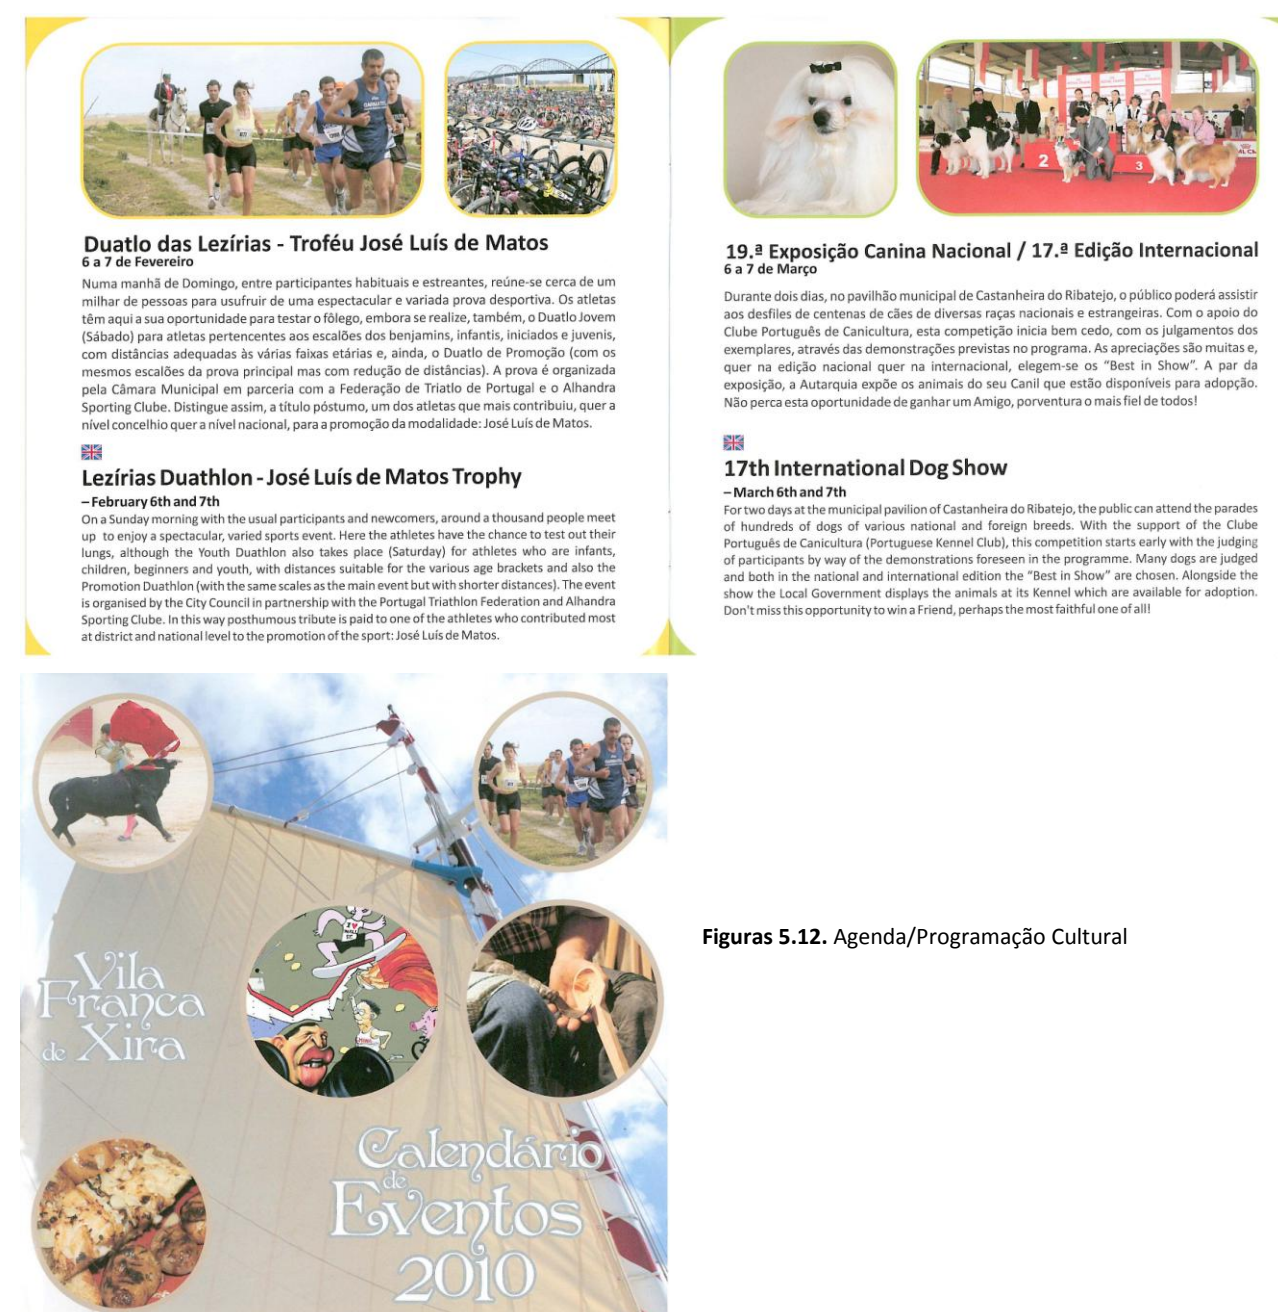 Duatlo das Lezírias - Troféu José Luís de Matos
6 a 7 de Fevereiro
Numa manhã de Domingo, entre participantes habituais e estreantes, reúne-se cerca de um
milhar de pessoas para usufruir de uma espectacular e variada prova desportiva. Os atletas
têm aqui a sua oportunidade para testar o fôlego, embora se realize, também, o Duatlo Jovem
(Sábado) para atletas pertencentes aos escalões dos benjamins, infantis, iniciados e juvenis,
com distâncias adequadas às várias faixas etárias e, ainda, o Duatlo de Promoção (com os
mesmos escalões da prova principal mas com redução de distâncias). A prova é organizada
pela Câmara Municipal em parceria com a Federação de Triatlo de Portugal e o Alhandra
Sporting Clube. Distingue assim, a título póstumo, um dos atletas que mais contribuiu, quer a
nível concelhio quer a nível nacional, para a promoção da modalidade: José Luís de Matos.
Lezírias Duathlon - José Luís de Matos Trophy
– February 6th and 7th
On a Sunday morning with the usual participants and newcomers, around a thousand people meet
up to enjoy a spectacular, varied sports event. Here the athletes have the chance to test out their
lungs, although the Youth Duathlon also takes place (Saturday) for athletes who are infants,
children, beginners and youth, with distances suitable for the various age brackets and also the
Promotion Duathlon (with the same scales as the main event but with shorter distances). The event
is organised by the City Council in partnership with the Portugal Triathlon Federation and Alhandra
Sporting Clube. In this way posthumous tribute is paid to one of the athletes who contributed most
at district and national level to the promotion of the sport: José Luís de Matos.
2
3
19.ª Exposição Canina Nacional / 17.ª Edição Internacional
6 a 7 de Março
Durante dois dias, no pavilhão municipal de Castanheira do Ribatejo, o público poderá assistir
aos desfiles de centenas de cães de diversas raças nacionais e estrangeiras. Com o apoio do
Clube Português de Canicultura, esta competição inicia bem cedo, com os julgamentos dos
exemplares, através das demonstrações previstas no programa. As apreciações são muitas e,
quer na edição nacional quer na internacional, elegem-se os “Best in Show”. A par da
exposição, a Autarquia expõe os animais do seu Canil que estão disponíveis para adopção.
Não perca esta oportunidade de ganhar um Amigo, porventura o mais fiel de todos!
17th International Dog Show
– March 6th and 7th
For two days at the municipal pavilion of Castanheira do Ribatejo, the public can attend the parades
of hundreds of dogs of various national and foreign breeds. With the support of the Clube
Português de Canicultura (Portuguese Kennel Club), this competition starts early with the judging
of participants by way of the demonstrations foreseen in the programme. Many dogs are judged
and both in the national and international edition the “Best in Show” are chosen. Alongside the
show the Local Government displays the animals at its Kennel which are available for adoption.
Don't miss this opportunity to win a Friend, perhaps the most faithful one of all!
Vila
Franca
de Xira
Calendário
de
Eventos
2010
Figuras 5.12. Agenda/Programação Cultural